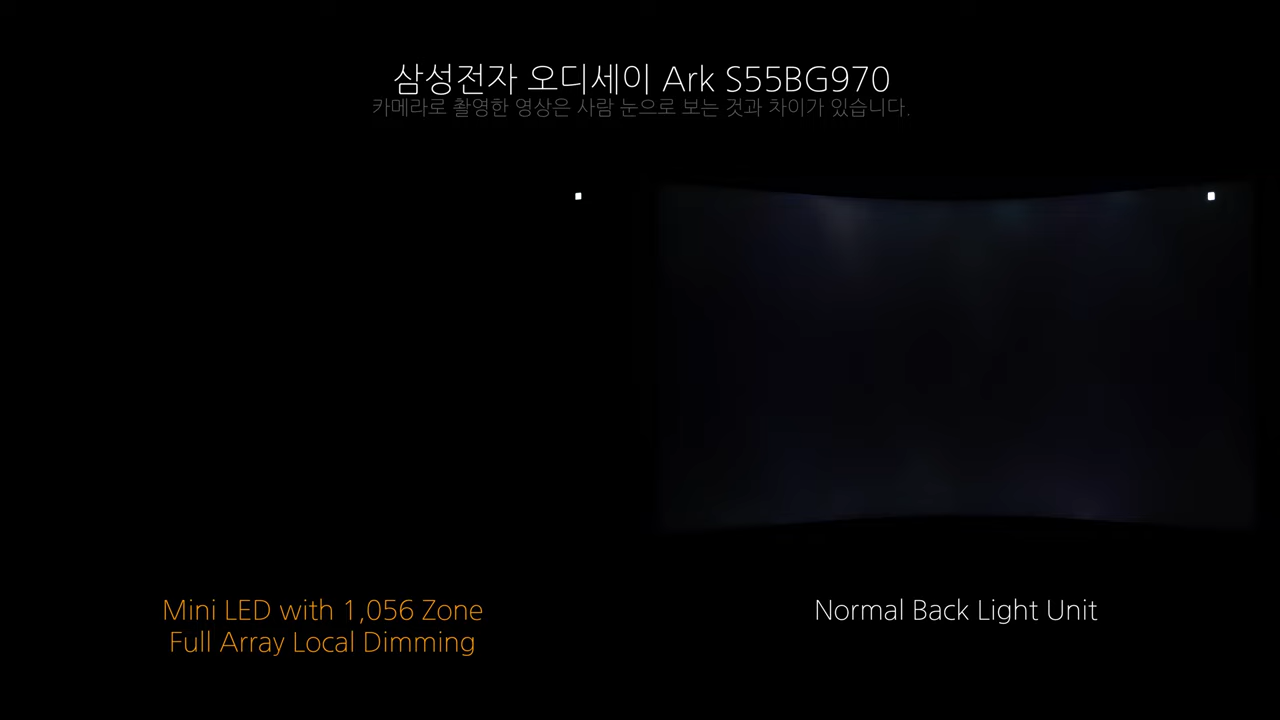 삼성전자 오디세이 Ark S55BG970
카메라로 촬영한 영상은 사람 눈으로 보는 것과 차이가 있습니다.
Mini LED with 1,056 Zone
Full Array Local Dimming
Normal Back Light Unit